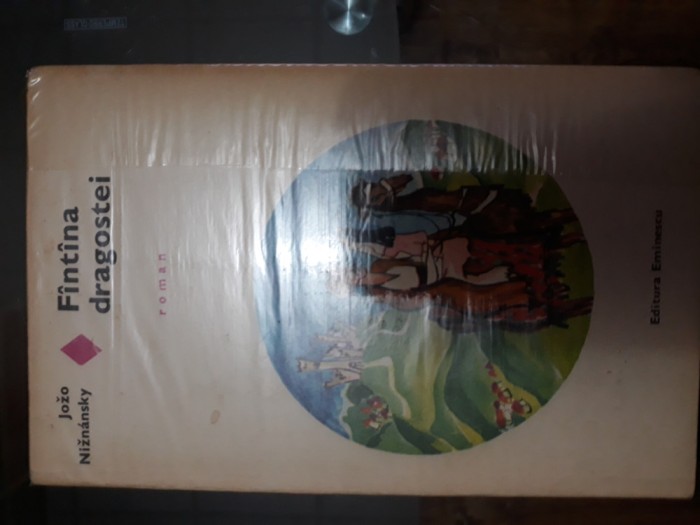 Jožo
Nižnánsky
Fîntîna
dragostei
roman
Editura Eminescu